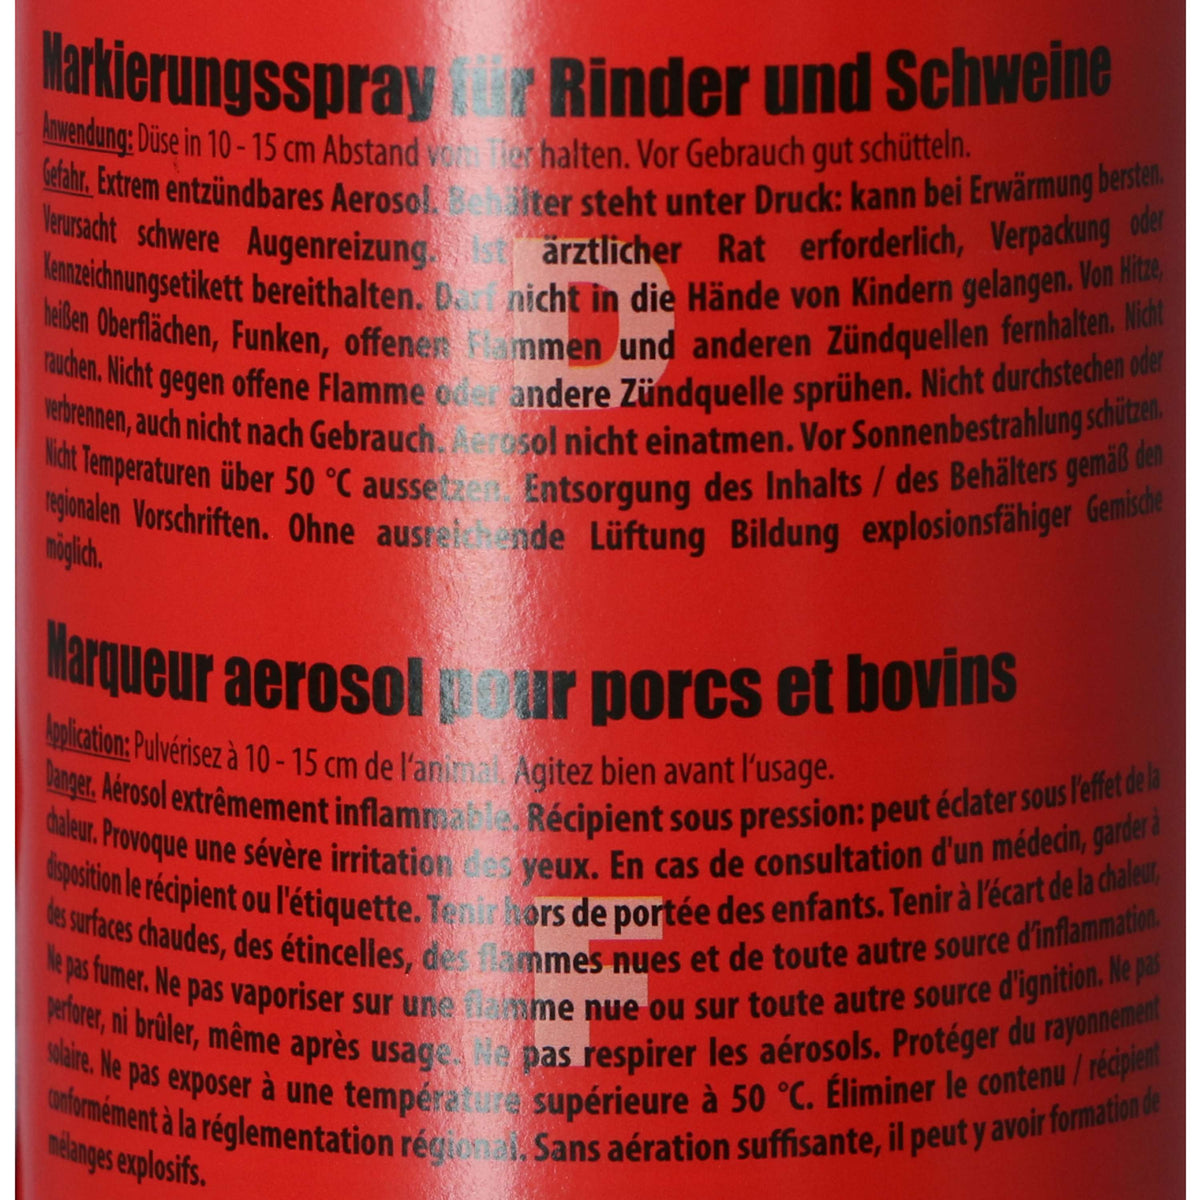 Markierungsspray für Rinder und Schweine
Anwendung: Düse in 10 - 15 cm Abstand vom Tier halten. Vor Gebrauch gut schütteln.
Gefahr. Extrem entzündbares Aerosol. Behälter steht unter Druck: kann bei Erwärmung bersten.
Verursacht schwere Augenreizung. Ist ärztlicher Rat erforderlich, Verpackung oder
Kennzeichnungsetikett bereithalten. Darf nicht in die Hände von Kindern gelangen. Von Hitze,
heißen Oberflächen, Funken, offenen Flammen und anderen Zündquellen fernhalten. Nicht
rauchen. Nicht gegen offene Flamme oder andere Zündquelle sprühen. Nicht durchstechen oder
verbrennen, auch nicht nach Gebrauch. Aerosol nicht einatmen. Vor Sonnenbestrahlung schützen.
Nicht Temperaturen über 50 °C aussetzen. Entsorgung des Inhalts / des Behälters gemäß den
regionalen Vorschriften. Ohne ausreichende Lüftung Bildung explosionsfähiger Gemische
möglich.
D
Marqueur aerosol pour porcs et bovins
Application: Pulvérisez à 10 - 15 cm de l‘animal. Agitez bien avant l‘usage.
Danger. Aérosol extrêmement inflammable. Récipient sous pression: peut éclater sous l’effet de la
chaleur. Provoque une sévère irritation des yeux. En cas de consultation d'un médecin, garder à
disposition le récipient ou l'étiquette. Tenir hors de portée des enfants. Tenir à l’écart de la chaleur,
des surfaces chaudes, des étincelles, des flammes nues et de toute autre source d’inflammation.
Ne pas fumer. Ne pas vaporiser sur une flamme nue ou sur toute autre source d'ignition. Ne pas
perforer, ni brûler, même après usage. Ne pas respirer les aérosols. Protéger du rayonnement
solaire. Ne pas exposer à une température supérieure à 50 °C. Éliminer le contenu / récipient
conformément à la réglementation régional. Sans aération suffisante, il peut y avoir formation de
mélanges explosifs.
F